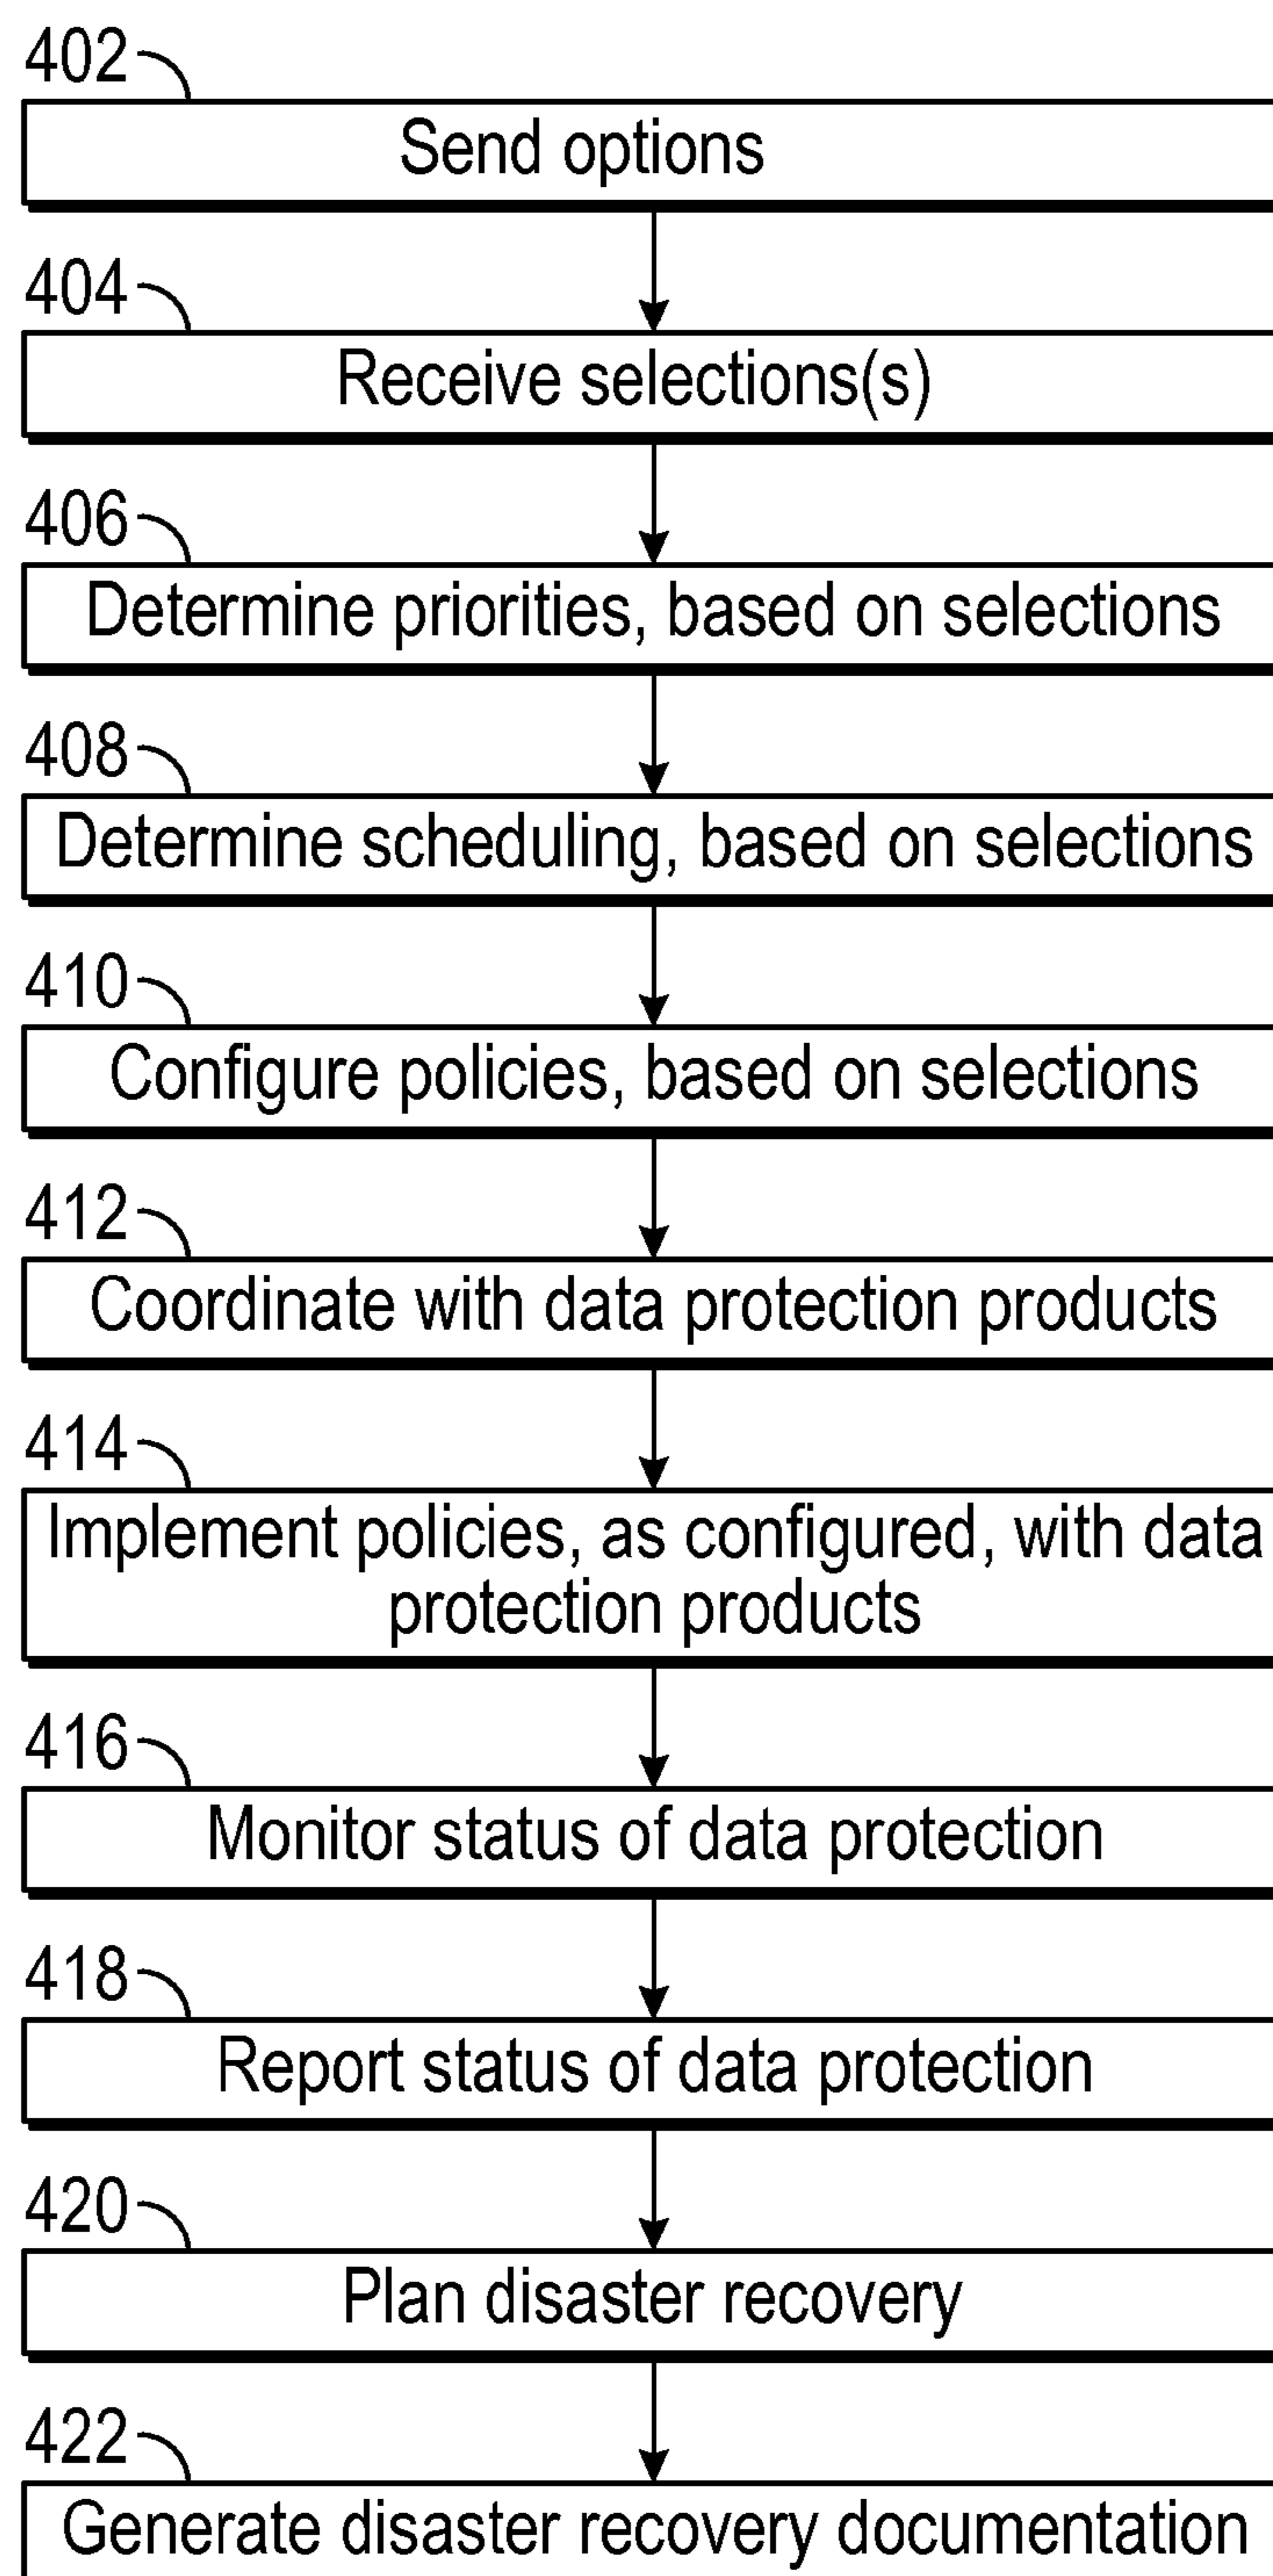 402
Send options
404
Receive selections(s)
406
Determine priorities, based on selections
408
Determine scheduling, based on selections
410
Configure policies, based on selections
412
Coordinate with data protection products
414
Implement policies, as configured, with data
protection products
416
Monitor status of data protection
418
Report status of data protection
420
Plan disaster recovery
422
Generate disaster recovery documentation